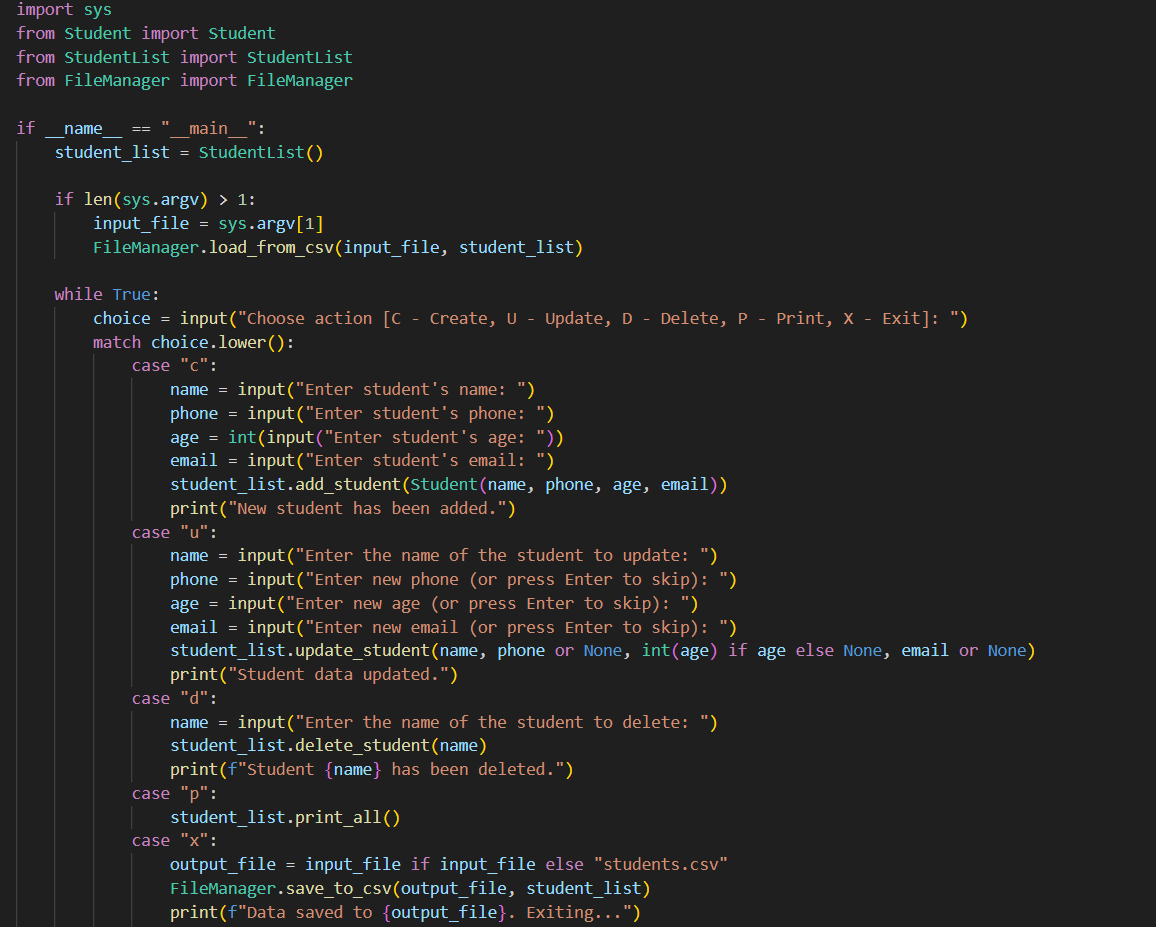 import sys
from Student import Student
from StudentList import StudentList
from FileManager import FileManager

if __name__ == "__main__":
    student_list = StudentList()

    if len(sys.argv) > 1:
        input_file = sys.argv[1]
        FileManager.load_from_csv(input_file, student_list)

    while True:
        choice = input("Choose action [C - Create, U - Update, D - Delete, P - Print, X - Exit]: ")
        match choice.lower():
            case "c":
                name = input("Enter student's name: ")
                phone = input("Enter student's phone: ")
                age = int(input("Enter student's age: "))
                email = input("Enter student's email: ")
                student_list.add_student(Student(name, phone, age, email))
                print("New student has been added.")
            case "u":
                name = input("Enter the name of the student to update: ")
                phone = input("Enter new phone (or press Enter to skip): ")
                age = input("Enter new age (or press Enter to skip): ")
                email = input("Enter new email (or press Enter to skip): ")
                student_list.update_student(name, phone or None, int(age) if age else None, email or None)
                print("Student data updated.")
            case "d":
                name = input("Enter the name of the student to delete: ")
                student_list.delete_student(name)
                print(f"Student {name} has been deleted.")
            case "p":
                student_list.print_all()
            case "x":
                output_file = input_file if input_file else "students.csv"
                FileManager.save_to_csv(output_file, student_list)
                print(f"Data saved to {output_file}. Exiting...")